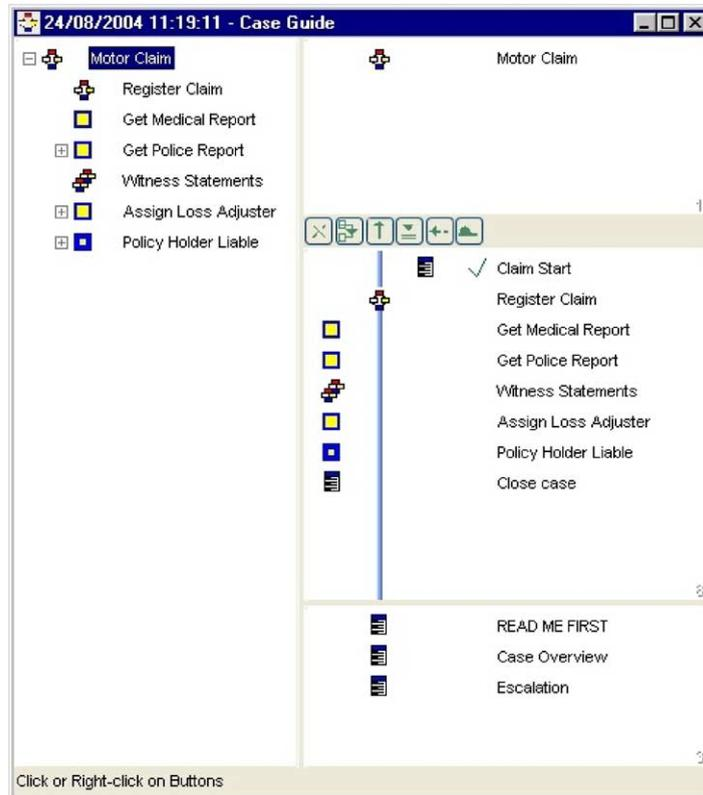 24/08/2004 11:19:11 - Case Guide
Motor Claim
Register Claim
Get Medical Report
Get Police Report
Witness Statements
Assign Loss Adjuster
Policy Holder Liable
Motor Claim
1
Claim Start
Register Claim
Get Medical Report
Get Police Report
Witness Statements
Assign Loss Adjuster
Policy Holder Liable
Close case
READ ME FIRST
Case Overview
Escalation
Click or Right-click on Buttons